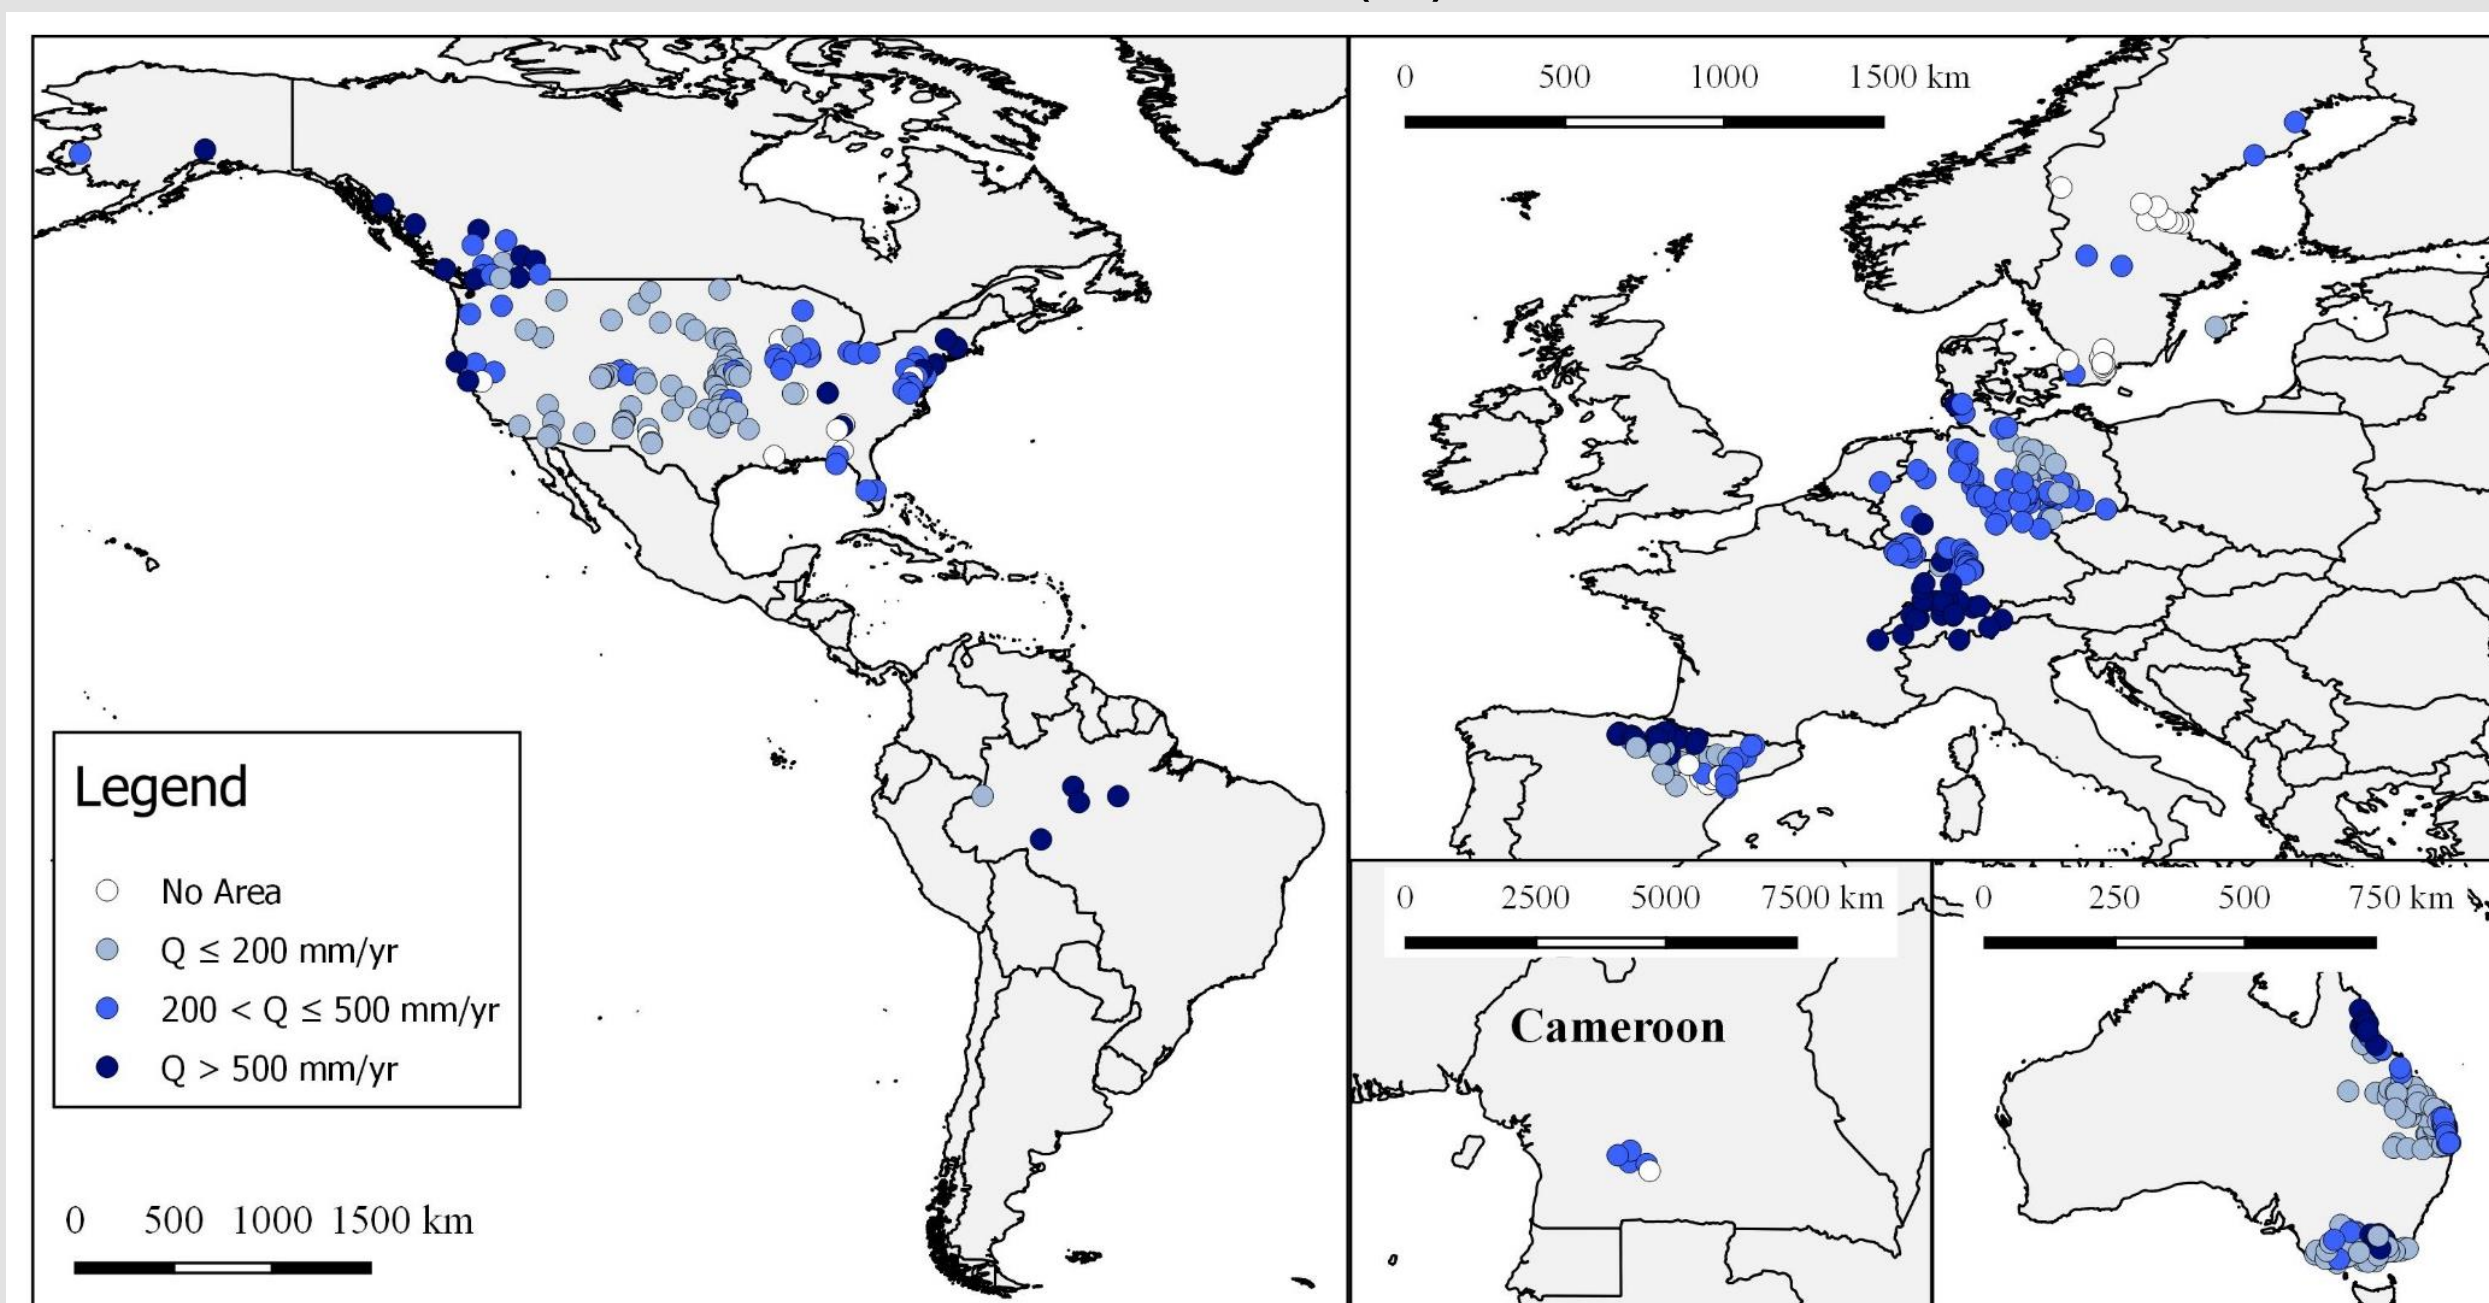 Legend
No Area
Q ≤ 200 mm/yr
200 < Q ≤ 500 mm/yr
Q > 500 mm/yr
0 500 1000 1500 km
0 500 1000 1500 km
0 2500 5000 7500 km
Cameroon
0 250 500 750 km